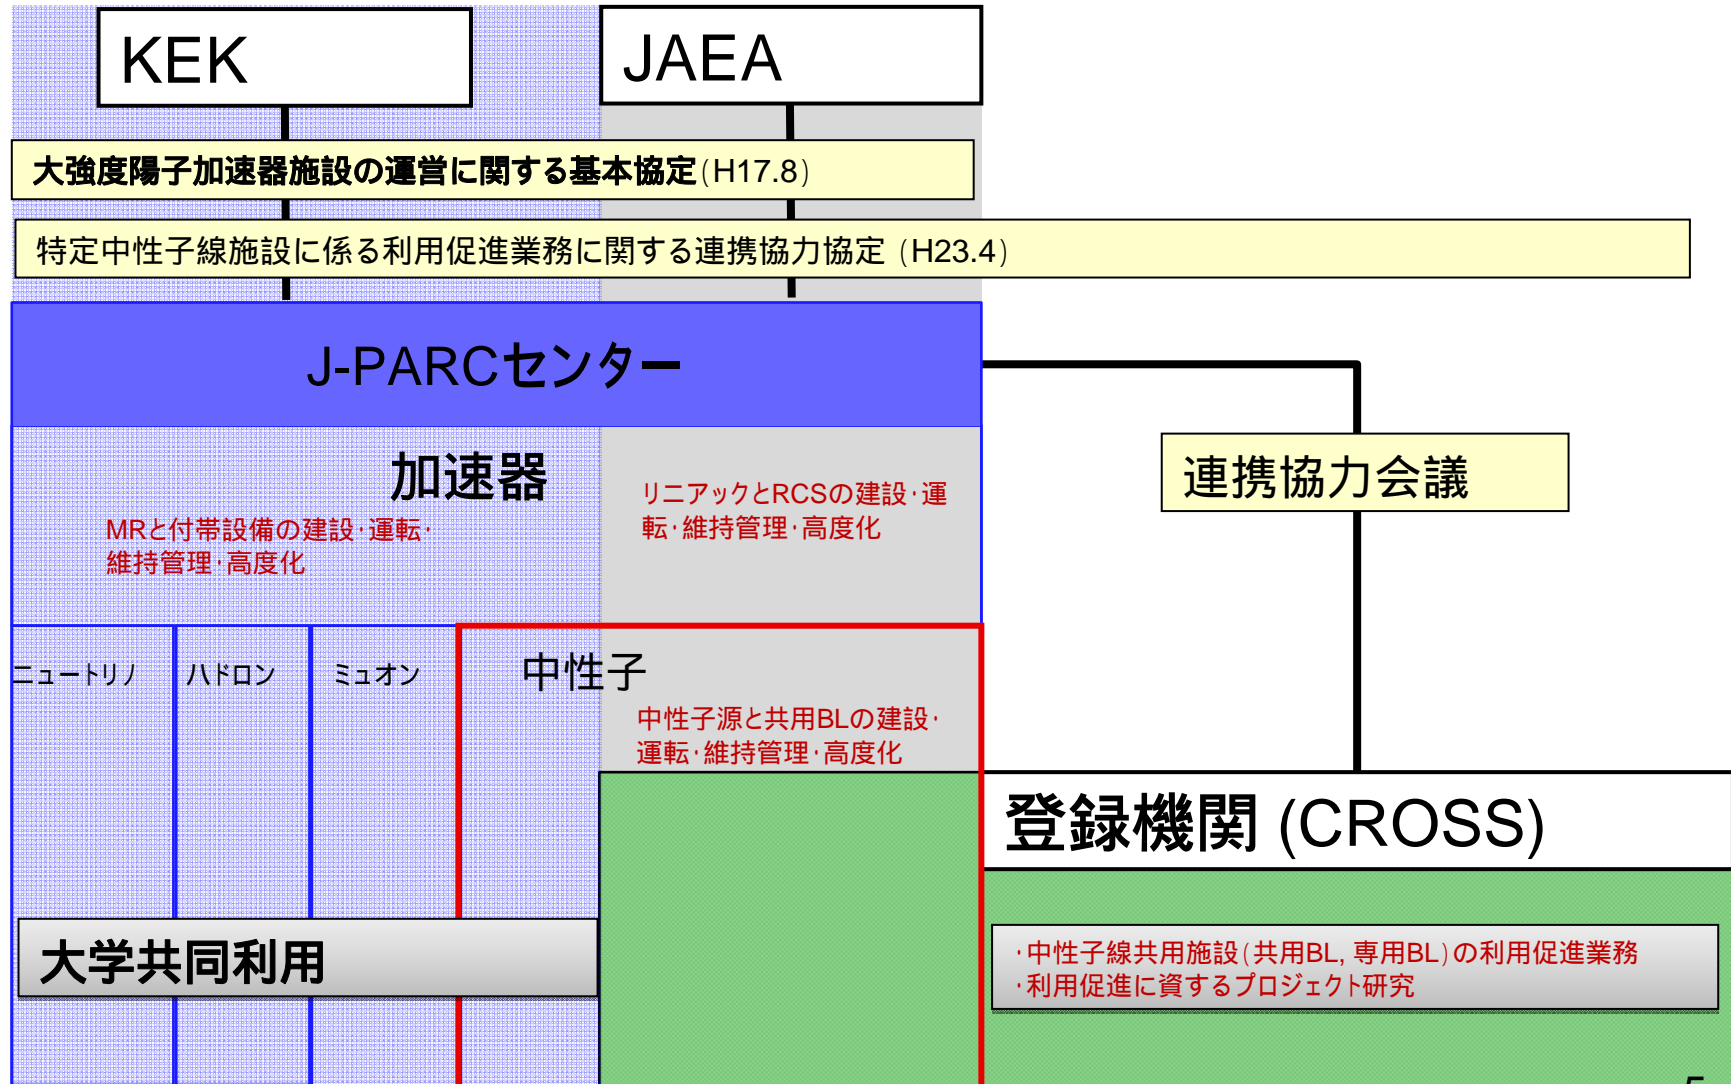 KEK
JAEA
大強度陽子加速器施設の運営に関する基本協定(H17.8)
特定中性子線施設に係る利用促進業務に関する連携協力協定 (H23.4)
J-PARCセンター
加速器
MRと付帯設備の建設・運転・
維持管理・高度化
リニアックとRCSの建設・運
転・維持管理・高度化
連携協力会議
ニュートリノ
ハドロン
ミュオン
中性子
中性子源と共用BLの建設・
運転・維持管理・高度化
登録機関 (CROSS)
大学共同利用
・中性子線共用施設(共用BL, 専用BL)の利用促進業務
・利用促進に資するプロジェクト研究